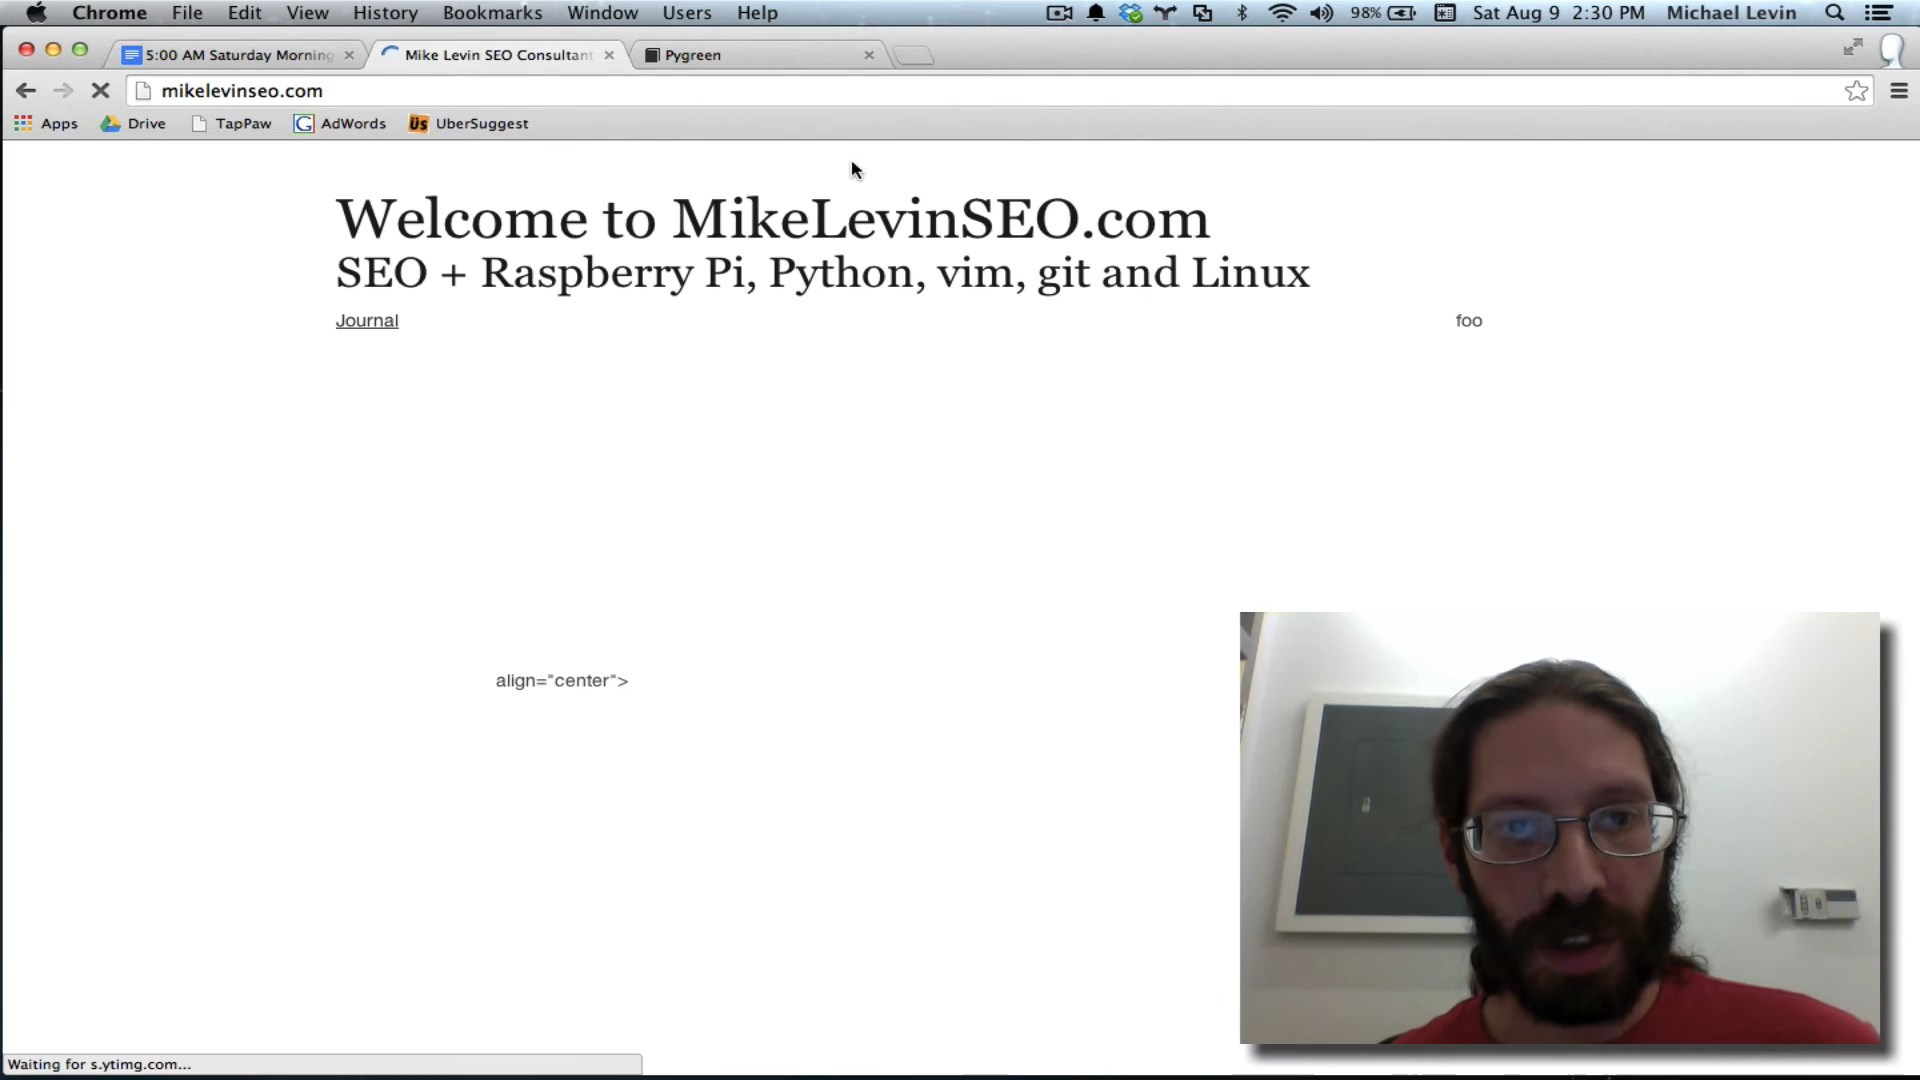 Chrome File Edit View History Bookmarks Window Users Help 98% Sat Aug 9 2:30 PM Michael Levin
5:00 AM Saturday Morning Mike Levin SEO Consultant Pygreen
mikelevinseo.com
Apps Drive TapPaw AdWords UberSuggest
Welcome to MikeLevinSEO.com
SEO + Raspberry Pi, Python, vim, git and Linux
Journal foo
align="center">
Waiting for s.ytimg.com...